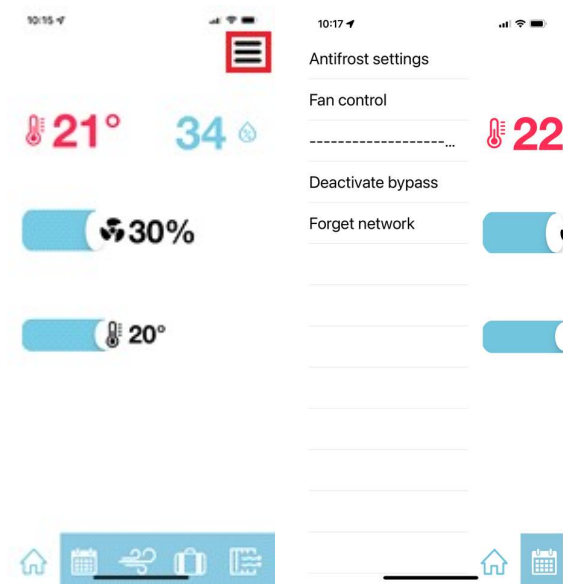 10:15
21° 34
30%
20°
10:17
Antifrost settings
Fan control
-------------------...
Deactivate bypass
Forget network
22